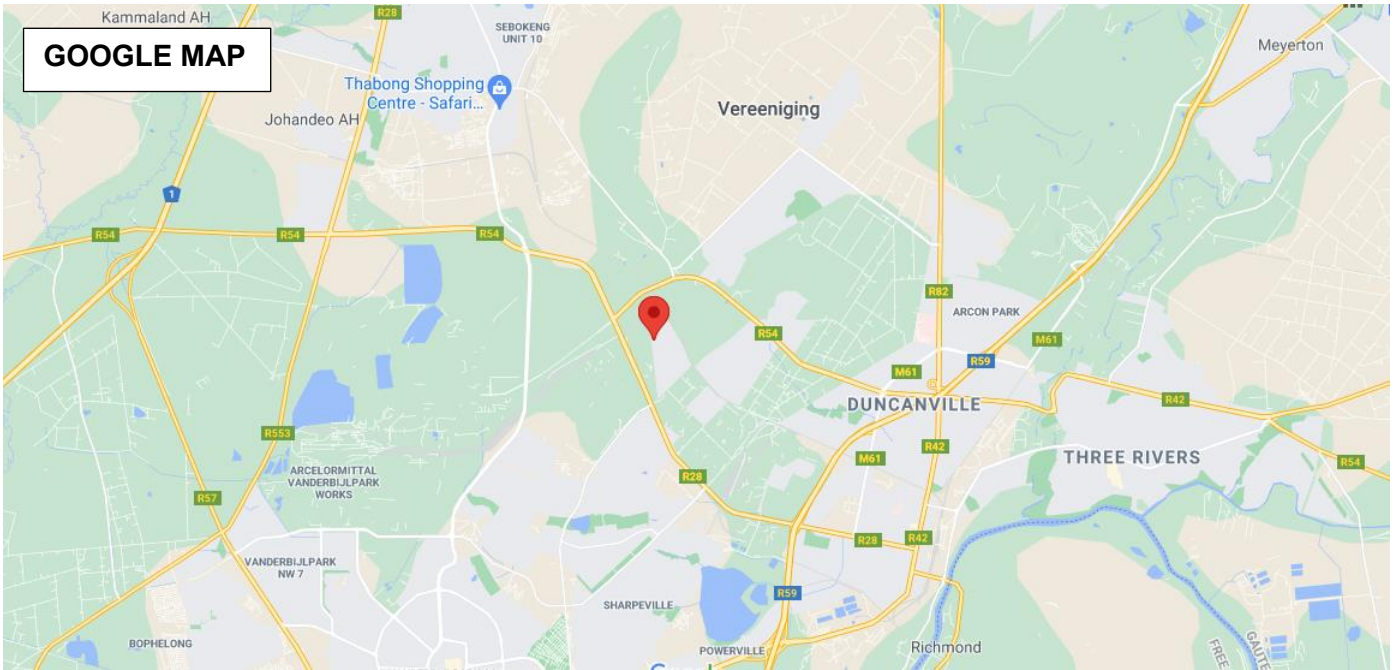 Kammaland AH
R28
SEBOKENG
UNIT 10
GOOGLE MAP
Meyerton
Thabong Shopping
Centre - Safari...
Vereeniging
Johandeo AH
1
R54
R54
R54
R82
ARCON PARK
R54
M61
R59
M61
R42
DUNCANVILLE
R553
R42
THREE RIVERS
M61
R54
ARCELORMITTAL
VANDERBIJLPARK
WORKS
R28
R57
R28
R42
VANDERBIJLPARK
NW 7
R59
SHARPEVILLE
BOPHELONG
POWERVILLE
Richmond
FREE